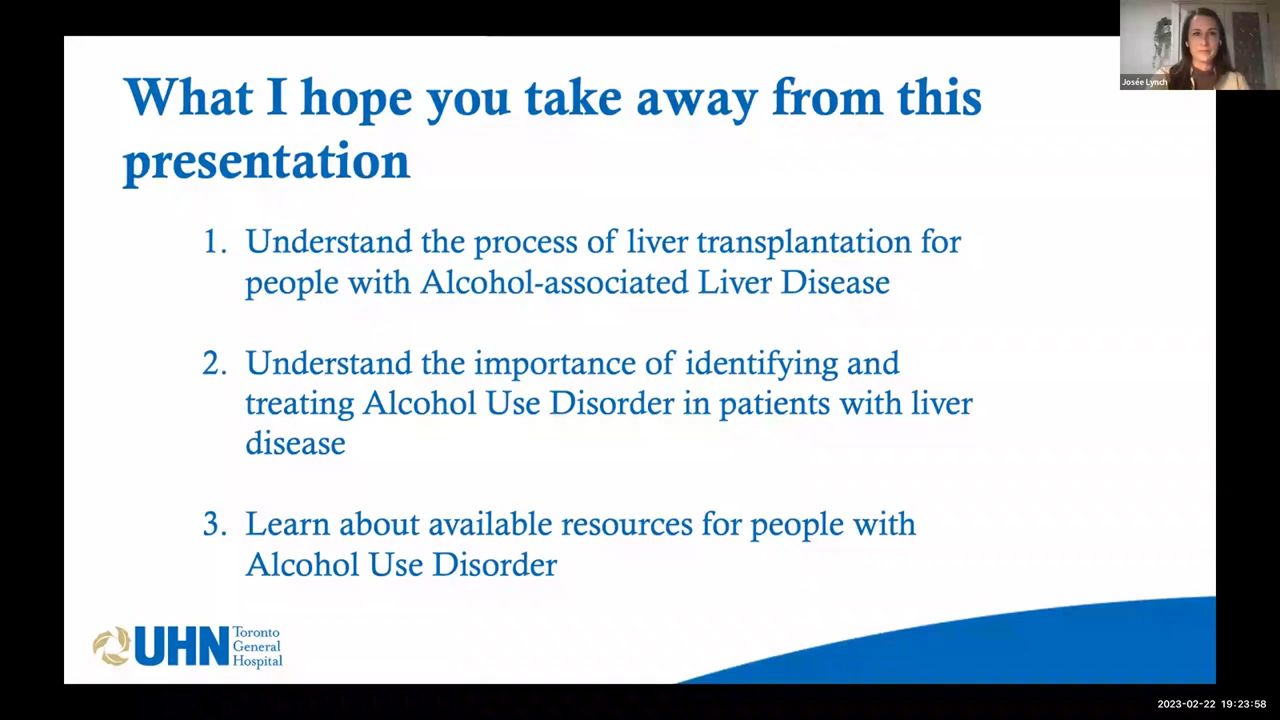 Josée Lynch
What I hope you take away from this
presentation
1. Understand the process of liver transplantation for
people with Alcohol-associated Liver Disease
2. Understand the importance of identifying and
treating Alcohol Use Disorder in patients with liver
disease
3. Learn about available resources for people with
Alcohol Use Disorder
UHN
Toronto
General
Hospital
2023-02-22 19:23:58